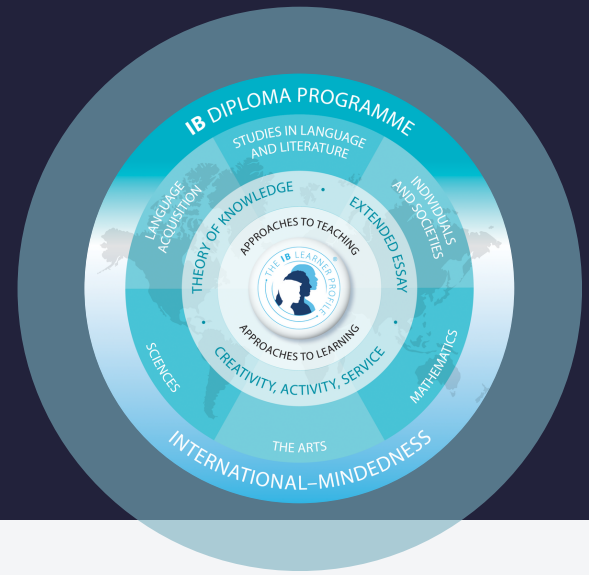 IB DIPLOMA PROGRAMME
STUDIES IN LANGUAGE
AND LITERATURE
LANGUAGE
ACQUISITION
INDIVIDUALS
AND SOCIETIES
THEORY OF KNOWLEDGE
EXTENDED ESSAY
APPROACHES TO TEACHING
THE IB LEARNER PROFILE
®
APPROACHES TO LEARNING
CREATIVITY, ACTIVITY, SERVICE
SCIENCES
MATHEMATICS
THE ARTS
INTERNATIONAL–MINDEDNESS